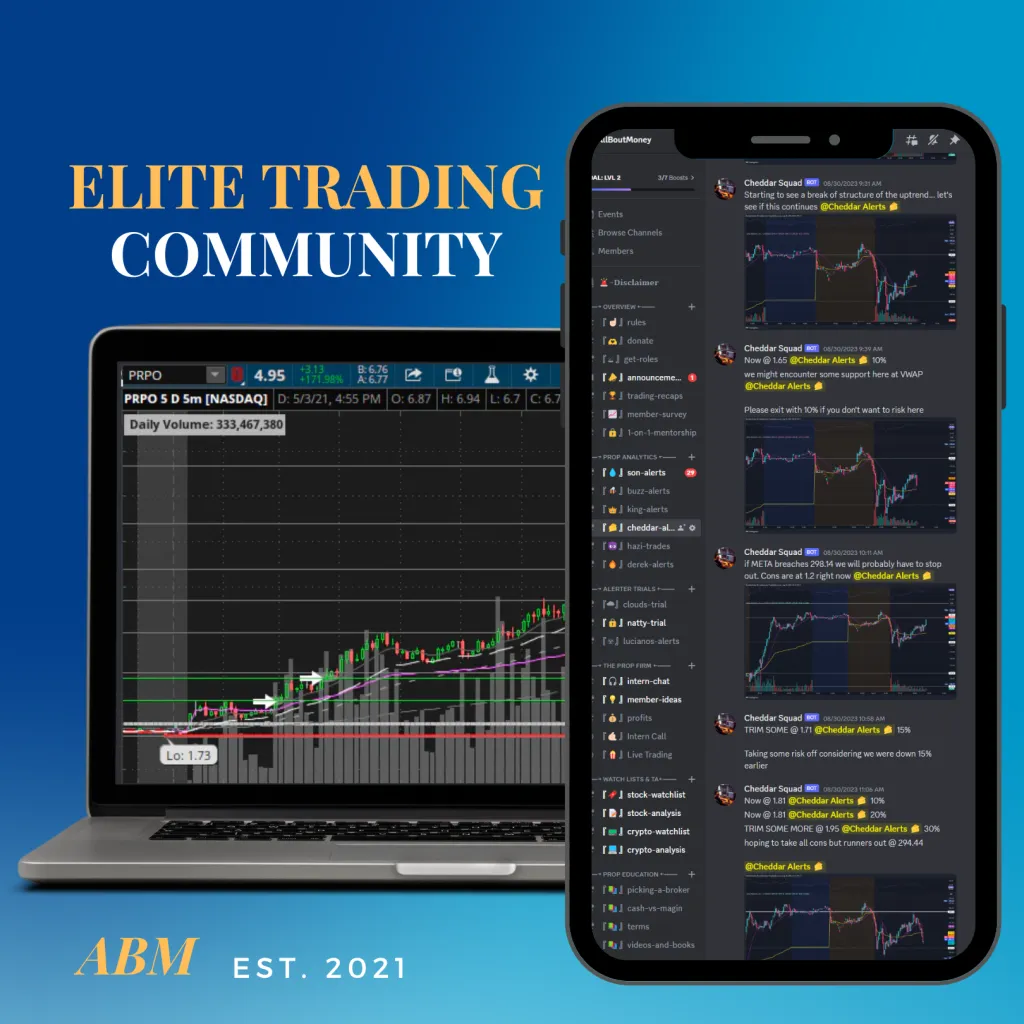 ELITE TRADING
COMMUNITY
PRPO
4.95
+3.13
+171.98%
B: 6.76
A: 6.77
PRPO 5 D 5m [NASDAQ]
D: 5/3/21, 4:55 PM
O: 6.87
H: 6.94
L: 6.7
C: 6.7
Daily Volume: 333,467,380
Lo: 1.73
ABM
EST. 2021
llBoutMoney
OAL: LVL 2
3/7 Boosts >
Events
Browse Channels
Members
-Disclaimer
OVERVIEW
rules
donate
get-roles
announceme... 1
trading-recaps
member-survey
1-on-1-mentorship
PROP ANALYTICS
son-alerts 29
buzz-alerts
king-alerts
cheddar-al...
hazi-trades
derek-alerts
ALERTER TRIALS
clouds-trial
natty-trial
lucianos-alerts
THE PROP FIRM
intern-chat
member-ideas
profits
Intern Call
Live Trading
WATCH LISTS & TA
stock-watchlist
stock-analysis
crypto-watchlist
crypto-analysis
PROP EDUCATION
picking-a-broker
cash-vs-magin
terms
videos-and-books
Cheddar Squad BOT 08/30/2023 9:31 AM
Starting to see a break of structure of the uptrend... let's
see if this continues @Cheddar Alerts 🧀
Cheddar Squad BOT 08/30/2023 9:39 AM
Now @ 1.65 @Cheddar Alerts 🧀 10%
we might encounter some support here at VWAP
@Cheddar Alerts 🧀
Please exit with 10% if you don't want to risk here
Cheddar Squad BOT 08/30/2023 10:11 AM
if META breaches 298.14 we will probably have to stop
out. Cons are at 1.2 right now @Cheddar Alerts 🧀
Cheddar Squad BOT 08/30/2023 10:58 AM
TRIM SOME @ 1.71 @Cheddar Alerts 🧀 15%
Taking some risk off considering we were down 15%
earlier
Cheddar Squad BOT 08/30/2023 11:06 AM
Now @ 1.81 @Cheddar Alerts 🧀 10%
Now @ 1.81 @Cheddar Alerts 🧀 20%
TRIM SOME MORE @ 1.95 @Cheddar Alerts 🧀 30%
hoping to take all cons but runners out @ 294.44
@Cheddar Alerts 🧀